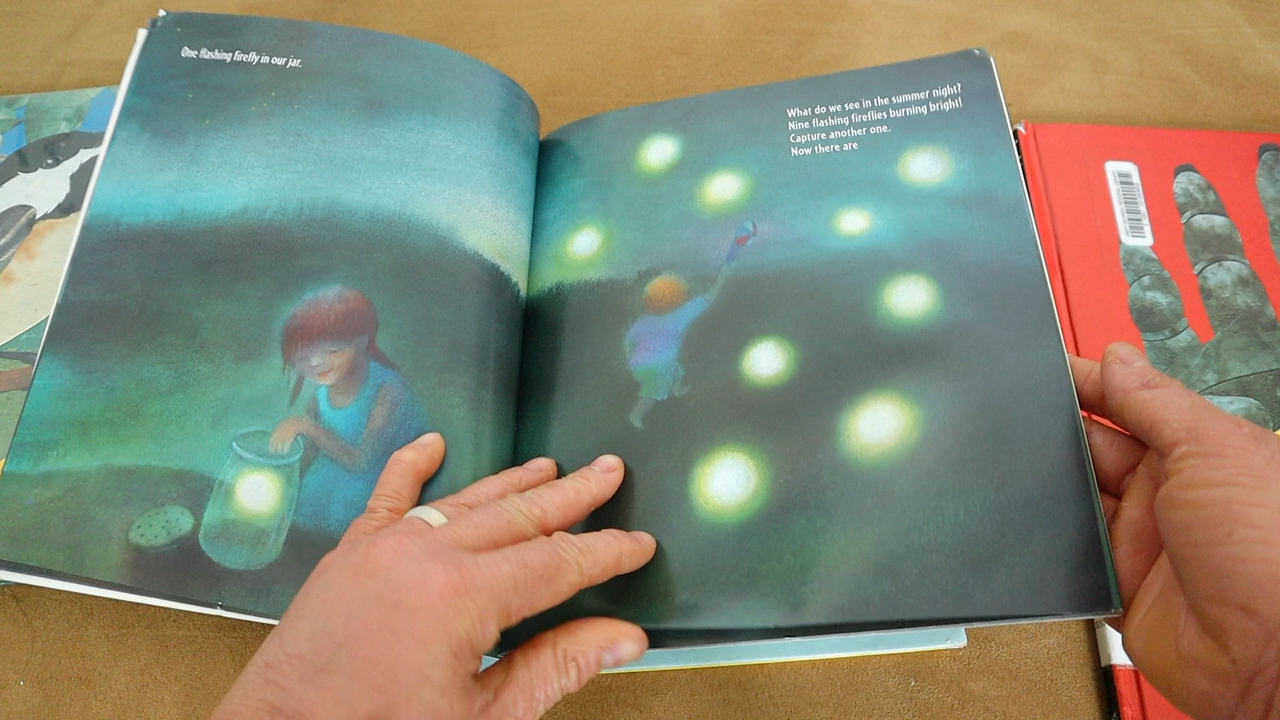 One flashing firefly in our jar.
What do we see in the summer night?
Nine flashing fireflies burning bright!
Capture another one.
Now there are